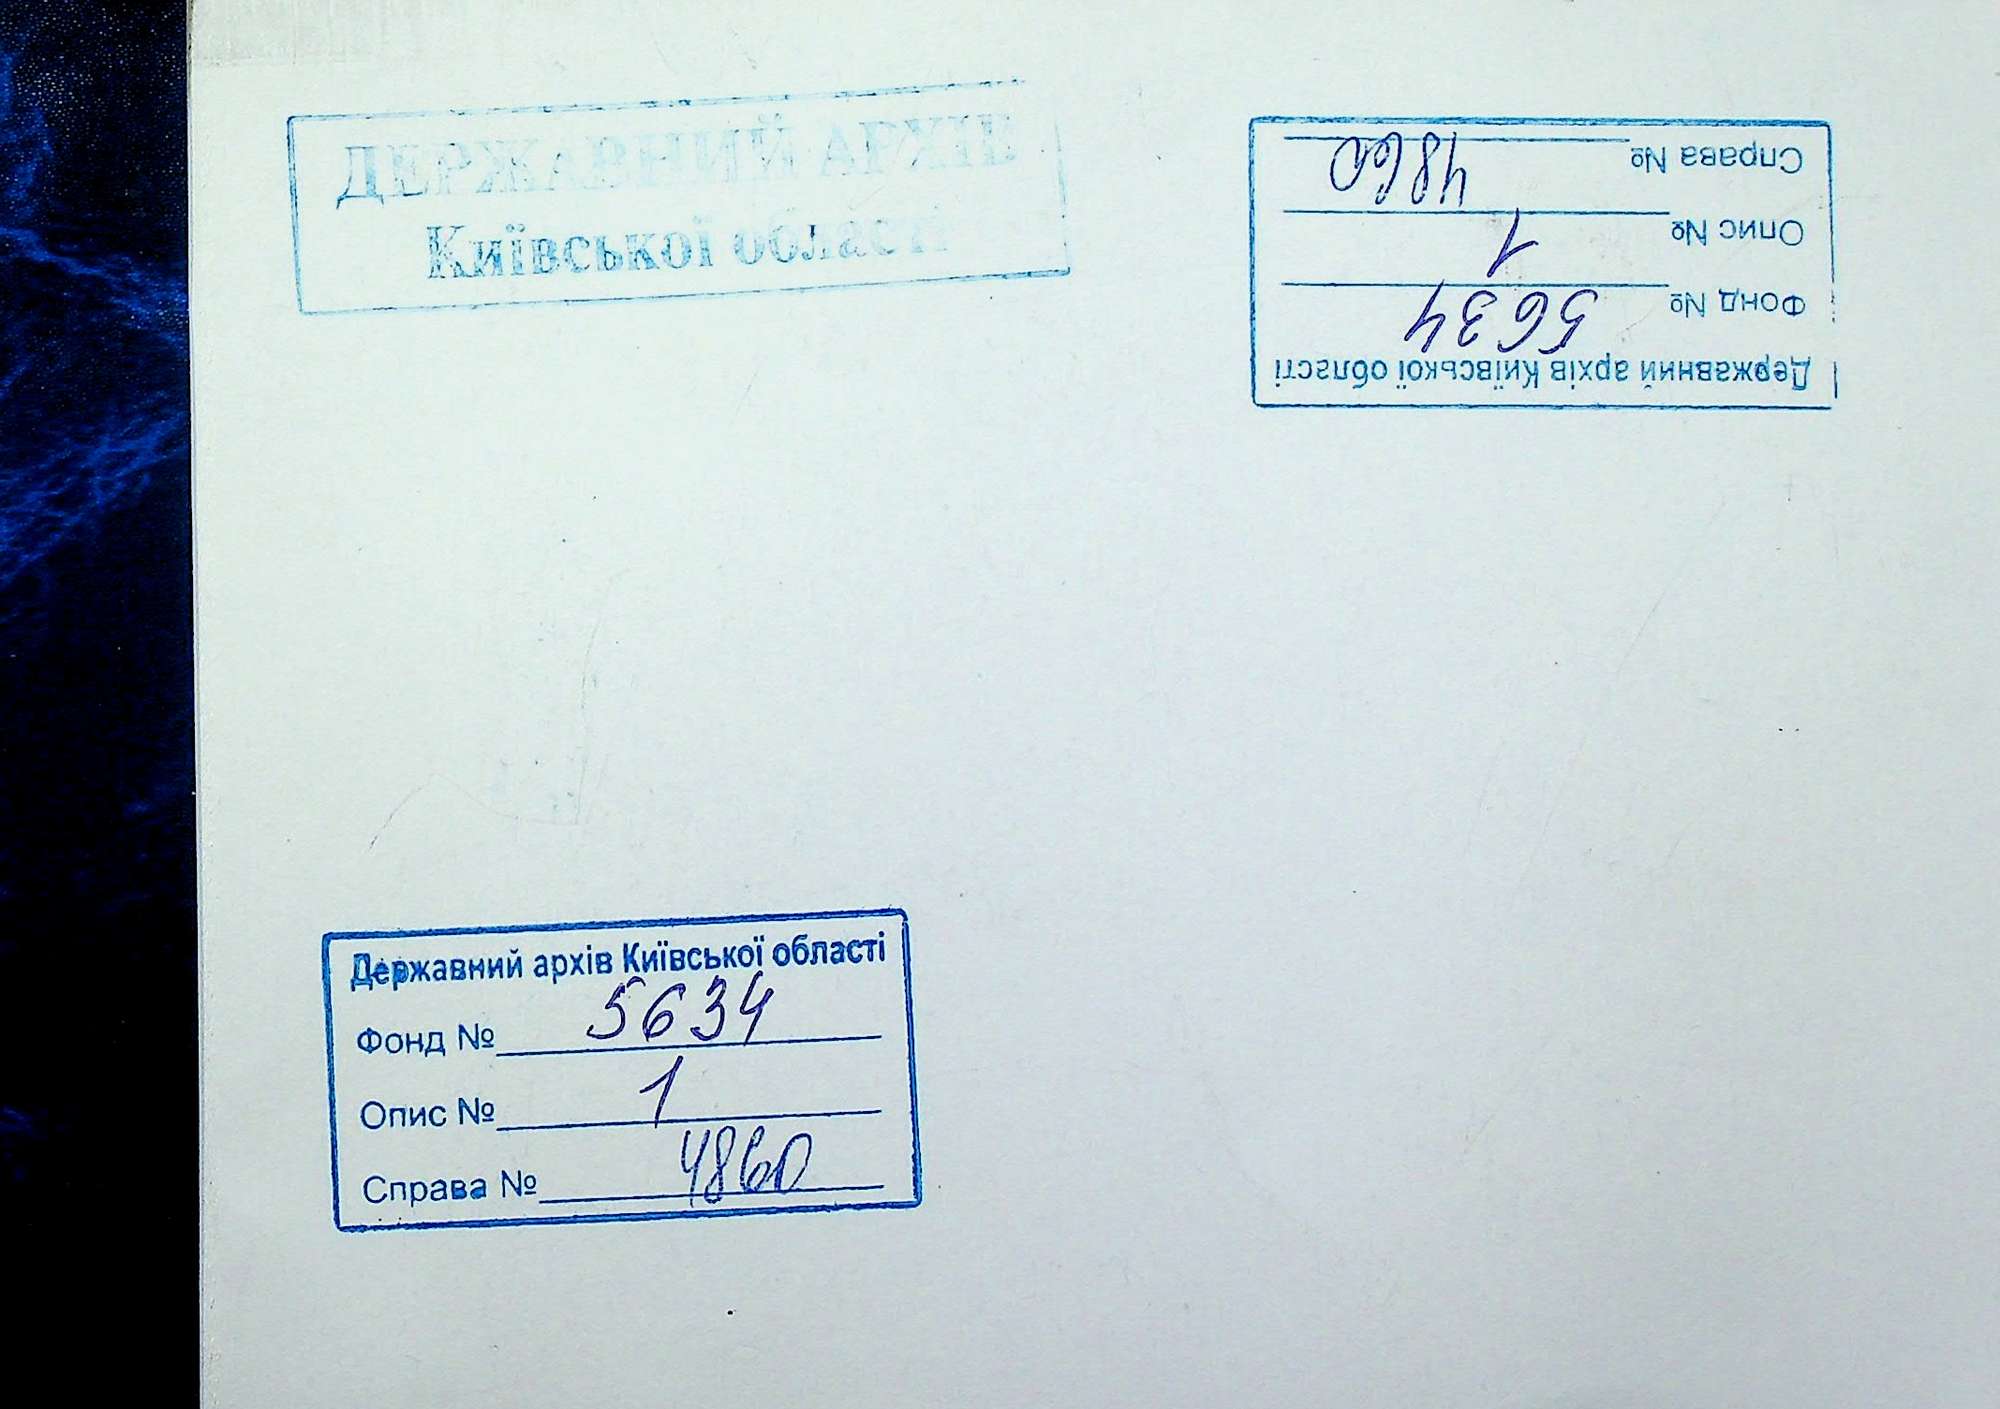 ДЕРЖАВНИЙ АРХІВ
Київської області
Державний архів Київської області
Фонд № 5634
Опис № 1
Справа № 4860
Державний архів Київської області
Фонд № 5634
Опис № 1
Справа № 4860